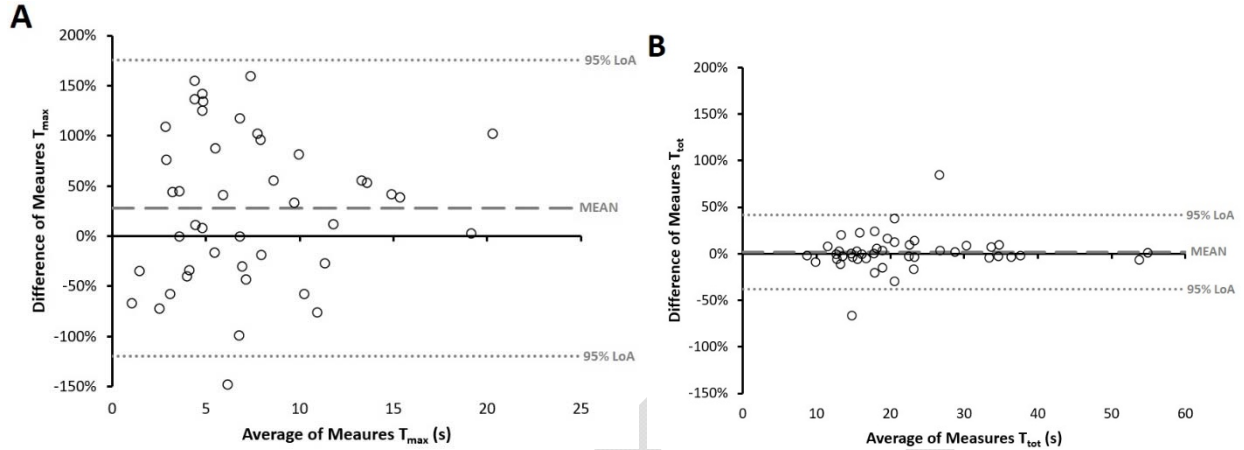 A
200%
150%
100%
50%
0%
-50%
-100%
-150%
Difference of Meaures Tmax
95% LoA
MEAN
95% LoA
0 5 10 15 20 25
Average of Meaures Tmax (s)
B
200%
150%
100%
50%
0%
-50%
-100%
-150%
Difference of Measures Ttot
95% LoA
MEAN
95% LoA
0 10 20 30 40 50 60
Average of Measures Ttot (s)